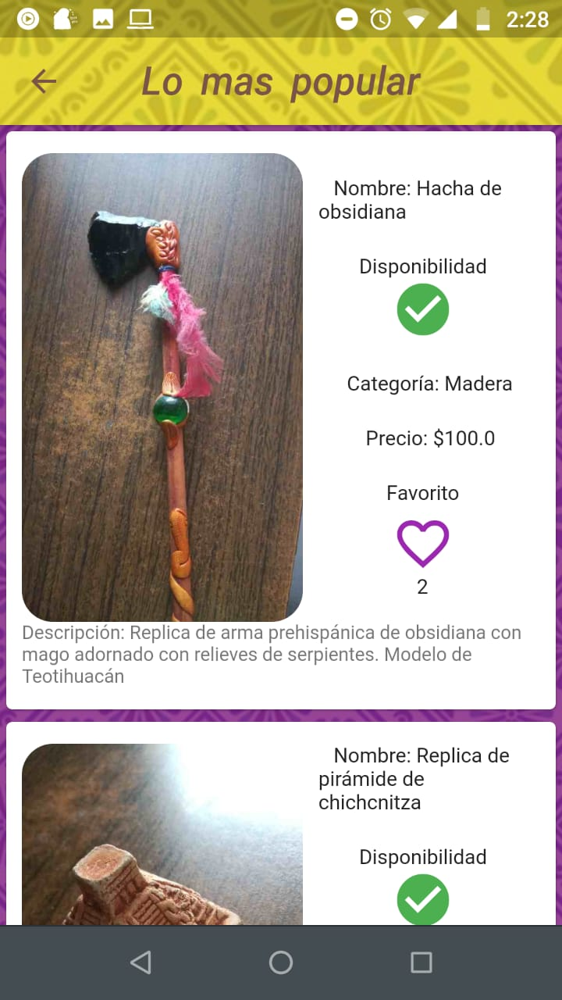 2:28
Lo mas popular
Nombre: Hacha de
obsidiana
Disponibilidad
Categoría: Madera
Precio: $100.0
Favorito
2
Descripción: Replica de arma prehispánica de obsidiana con
mago adornado con relieves de serpientes. Modelo de
Teotihuacán
Nombre: Replica de
pirámide de
chichcnitza
Disponibilidad